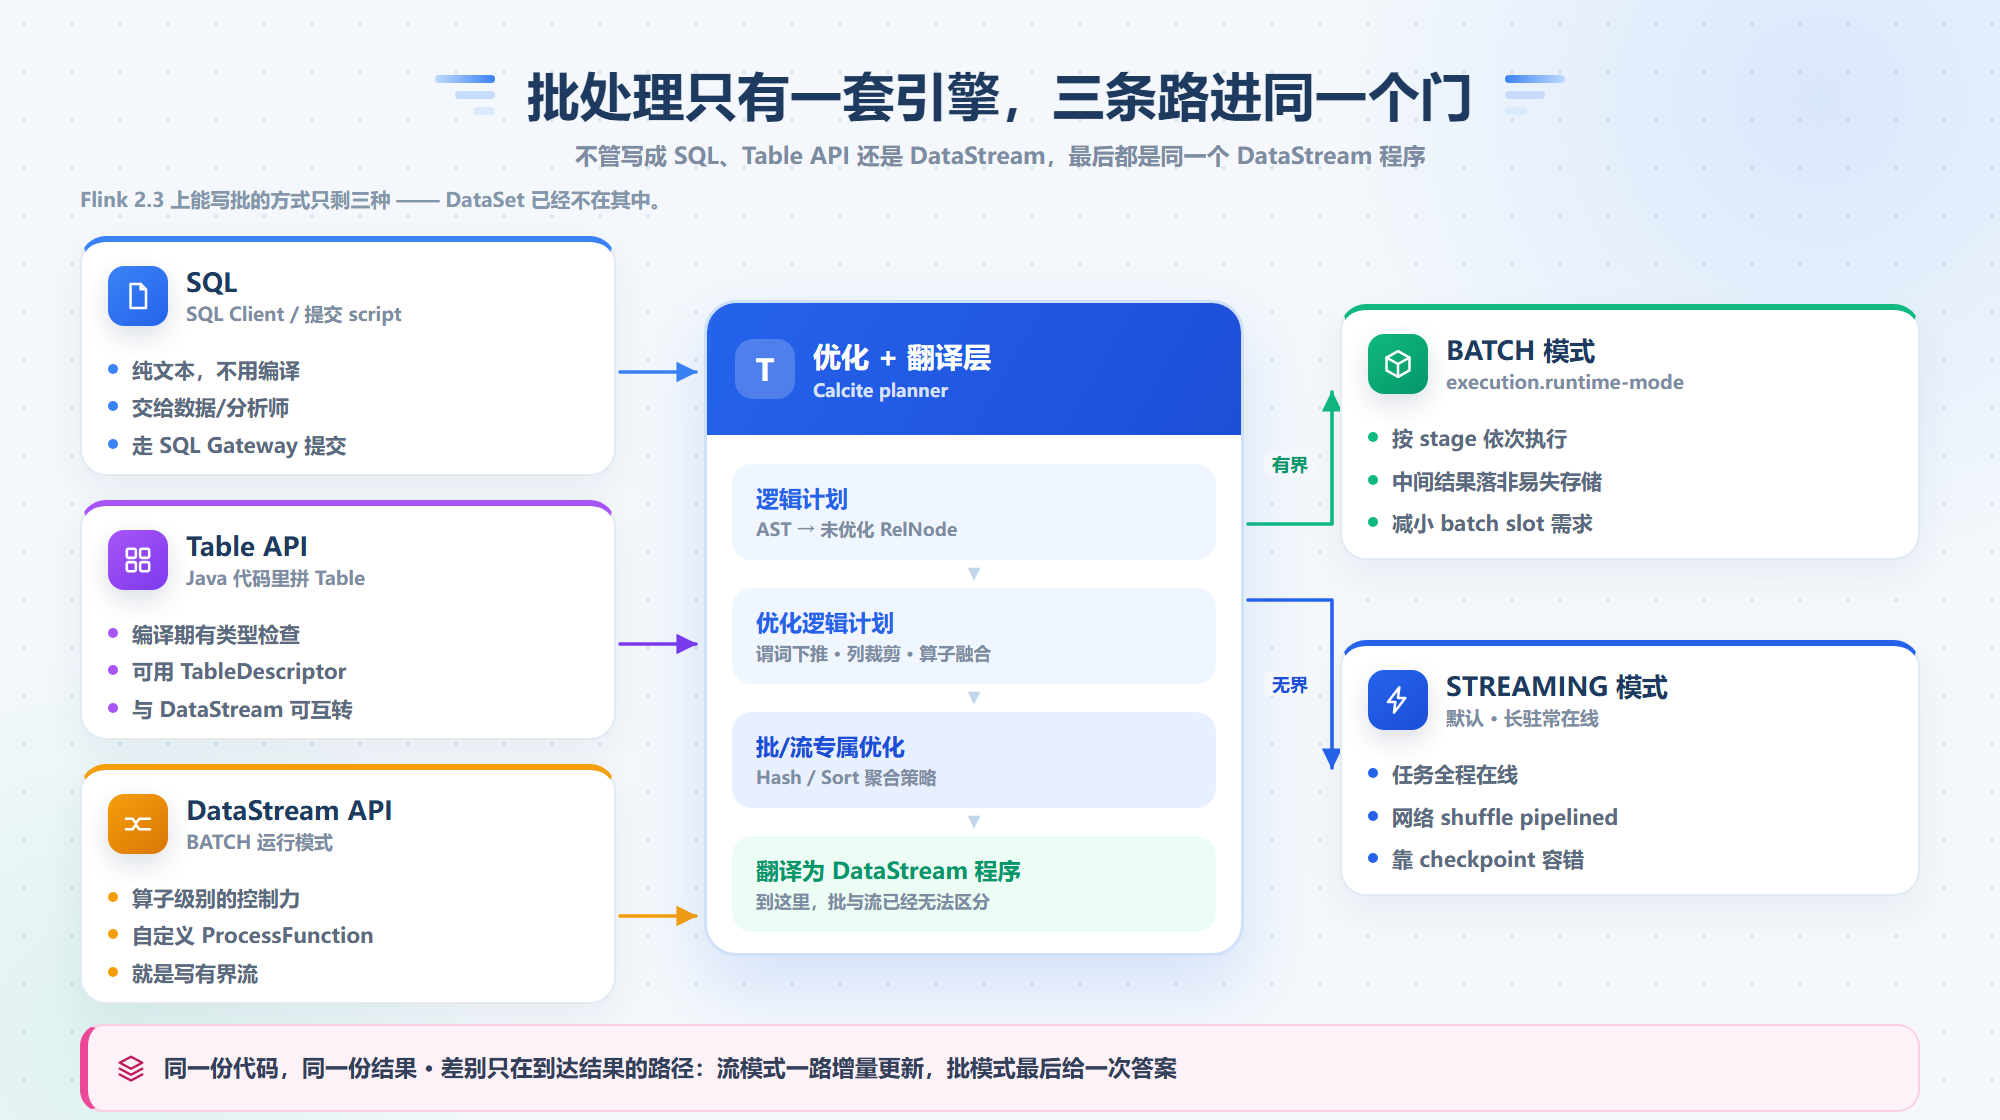 批处理只有一套引擎，三条路进同一个门
不管写成 SQL、Table API 还是 DataStream，最后都是同一个 DataStream 程序
Flink 2.3 上能写批的方式只剩三种 —— DataSet 已经不在其中。
SQL
SQL Client / 提交 script
纯文本，不用编译
交给数据/分析师
走 SQL Gateway 提交
Table API
Java 代码里拼 Table
编译期有类型检查
可用 TableDescriptor
与 DataStream 可互转
DataStream API
BATCH 运行模式
算子级别的控制力
自定义 ProcessFunction
就是写有界流
T
优化 + 翻译层
Calcite planner
逻辑计划
AST → 未优化 RelNode
优化逻辑计划
谓词下推 • 列裁剪 • 算子融合
批/流专属优化
Hash / Sort 聚合策略
翻译为 DataStream 程序
到这里，批与流已经无法区分
有界
无界
BATCH 模式
execution.runtime-mode
按 stage 依次执行
中间结果落非易失存储
减小 batch slot 需求
STREAMING 模式
默认 • 长驻常在线
任务全程在线
网络 shuffle pipelined
靠 checkpoint 容错
同一份代码，同一份结果 • 差别只在到达结果的路径：流模式一路增量更新，批模式最后给一次答案